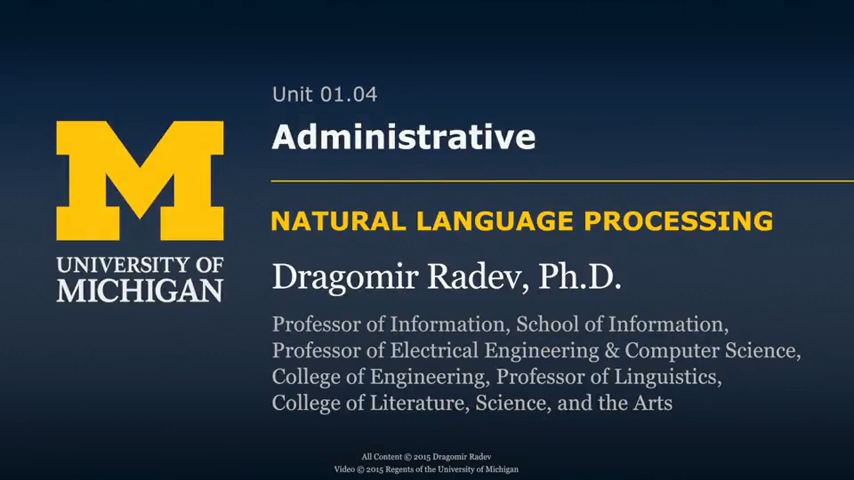 Unit 01.04
Administrative
NATURAL LANGUAGE PROCESSING
Dragomir Radev, Ph.D.
Professor of Information, School of Information,
Professor of Electrical Engineering & Computer Science,
College of Engineering, Professor of Linguistics,
College of Literature, Science, and the Arts
M
UNIVERSITY OF
MICHIGAN
All Content © 2015 Dragomir Radev
Video © 2015 Regents of the University of Michigan